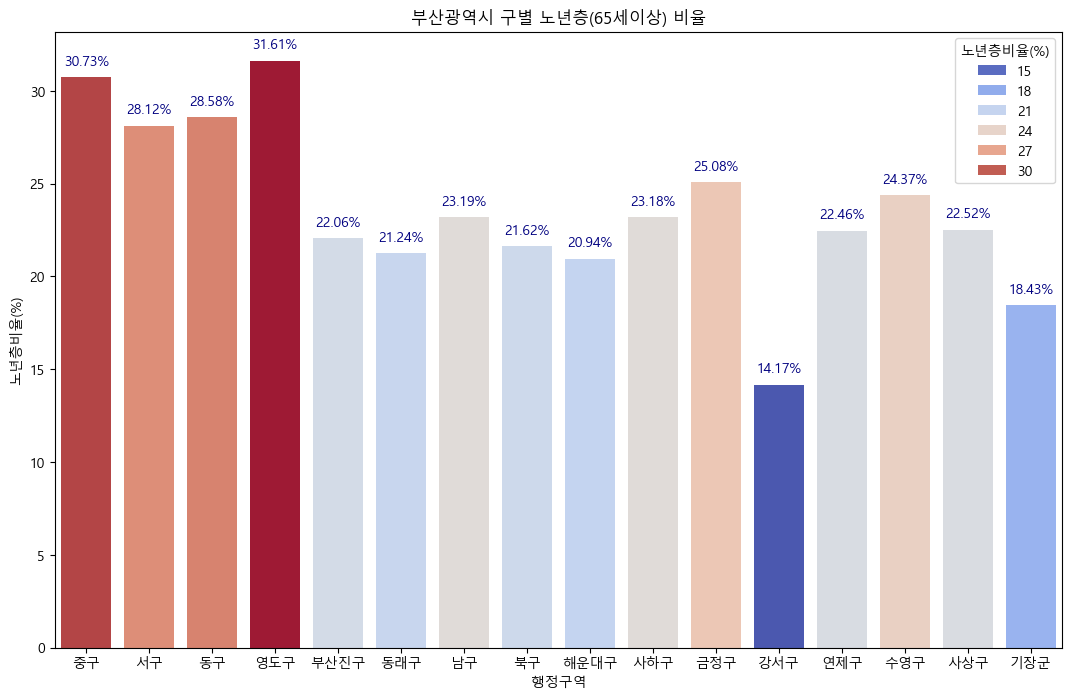 부산광역시 구별 노년층(65세이상) 비율
노년층비율(%)
15
18
21
24
27
30
노년층비율(%)
30
25
20
15
10
5
0
30.73%
28.12%
28.58%
31.61%
22.06%
21.24%
23.19%
21.62%
20.94%
23.18%
25.08%
14.17%
22.46%
24.37%
22.52%
18.43%
중구
서구
동구
영도구
부산진구
동래구
남구
북구
해운대구
사하구
금정구
강서구
연제구
수영구
사상구
기장군
행정구역